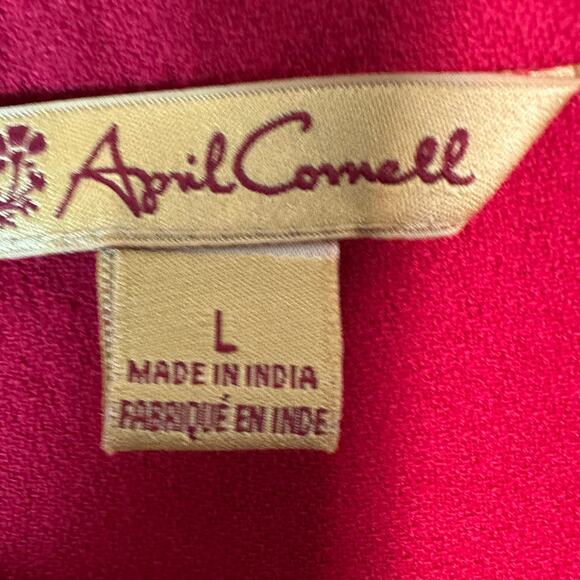 April Cornell
L
MADE IN INDIA
FABRIQUÉ EN INDE